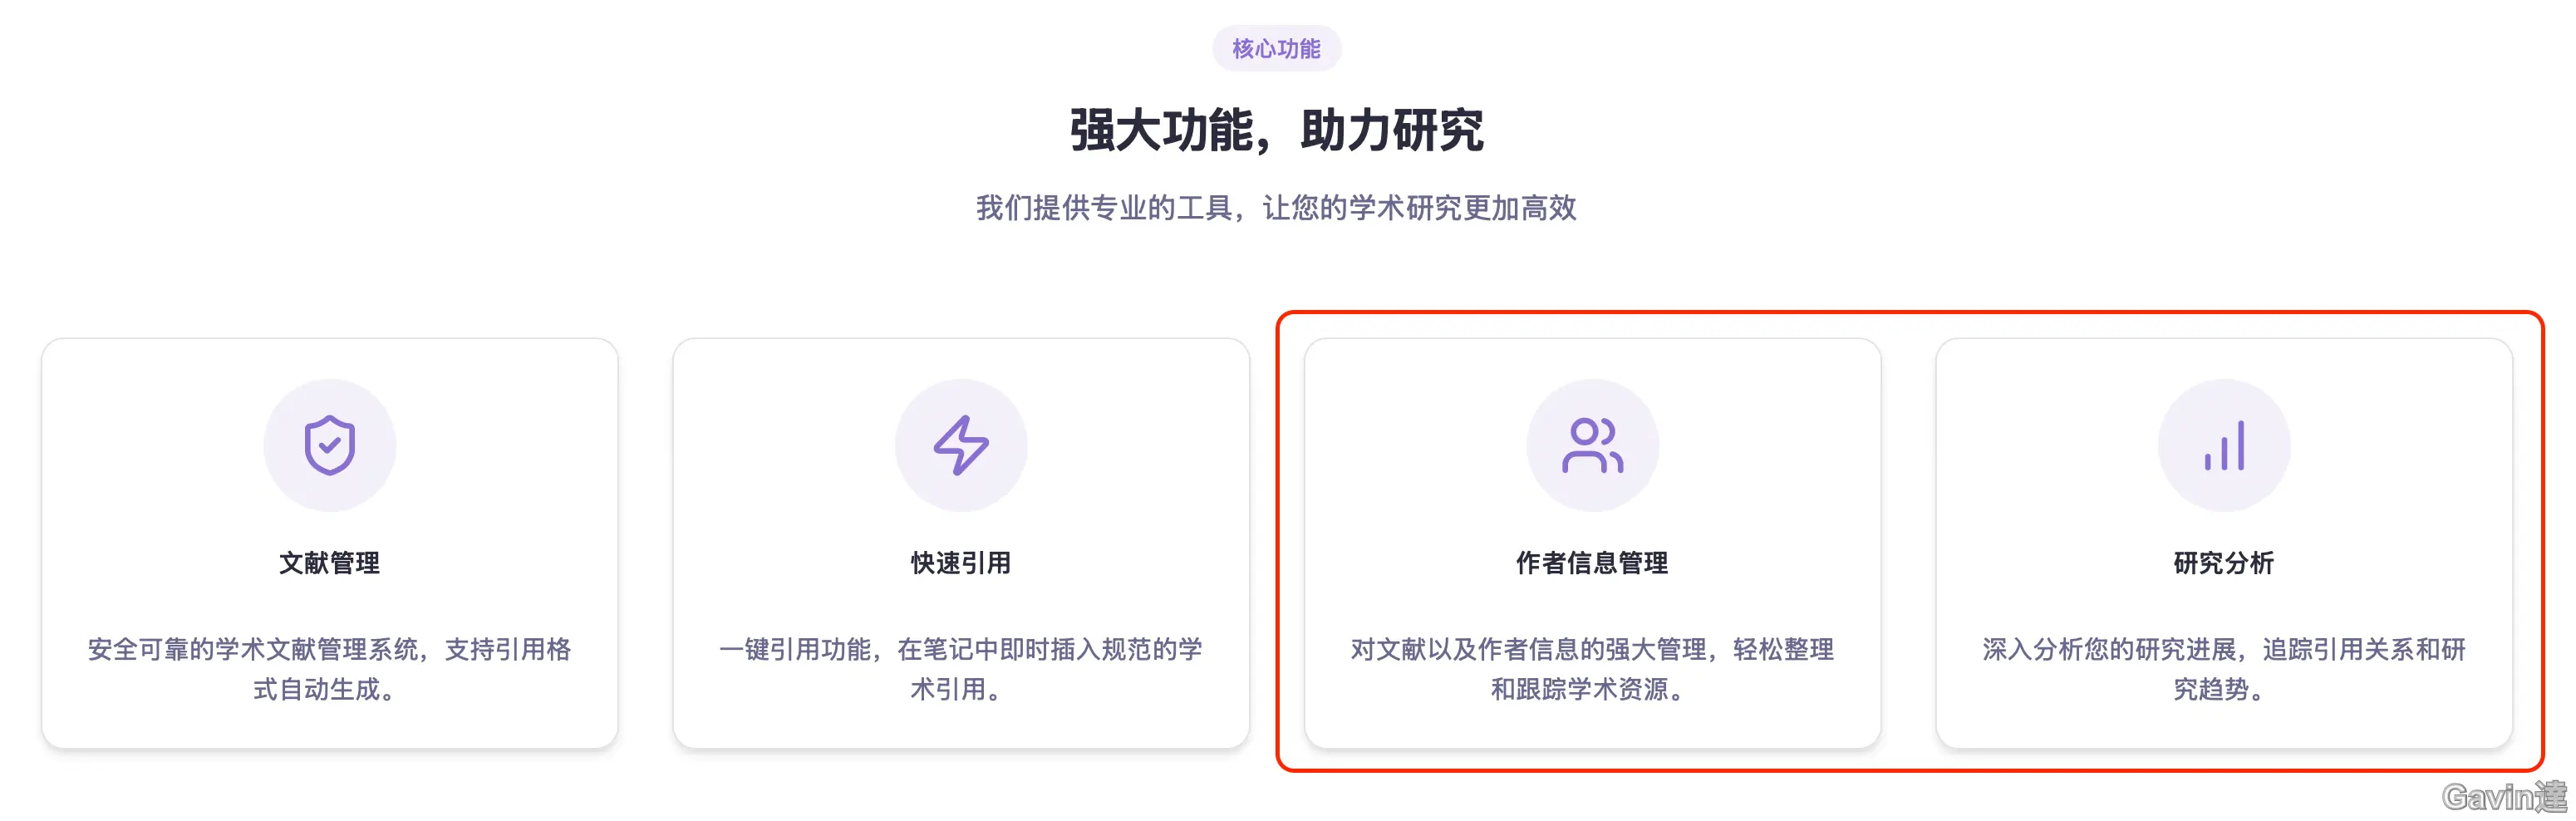 核心功能
强大功能，助力研究
我们提供专业的工具，让您的学术研究更加高效
文献管理
安全可靠的学术文献管理系统，支持引用格
式自动生成。
快速引用
一键引用功能，在笔记中即时插入规范的学
术引用。
作者信息管理
对文献以及作者信息的强大管理，轻松整理
和跟踪学术资源。
研究分析
深入分析您的研究进展，追踪引用关系和研
究趋势。
Gavin達